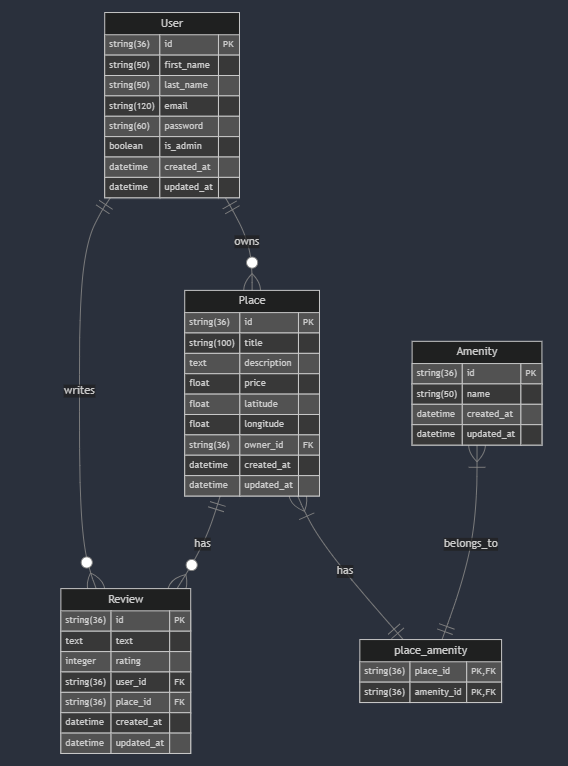 User
string(36) id PK
string(50) first_name
string(50) last_name
string(120) email
string(60) password
boolean is_admin
datetime created_at
datetime updated_at
owns
Place
string(36) id PK
string(100) title
text description
float price
float latitude
float longitude
string(36) owner_id FK
datetime created_at
datetime updated_at
Amenity
string(36) id PK
string(50) name
datetime created_at
datetime updated_at
writes
has
has
belongs_to
Review
string(36) id PK
text text
integer rating
string(36) user_id FK
string(36) place_id FK
datetime created_at
datetime updated_at
place_amenity
string(36) place_id PK,FK
string(36) amenity_id PK,FK